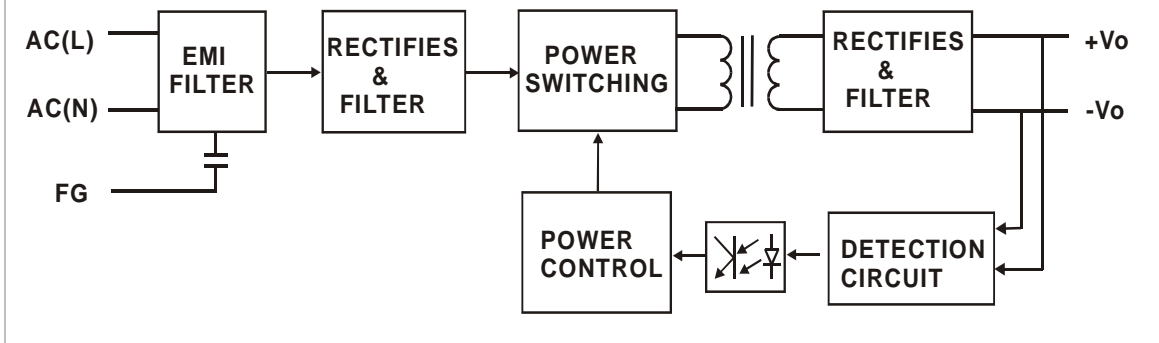 AC(L)
AC(N)
FG
EMI
FILTER
RECTIFIES
&
FILTER
POWER
SWITCHING
RECTIFIES
&
FILTER
+Vo
-Vo
POWER
CONTROL
DETECTION
CIRCUIT